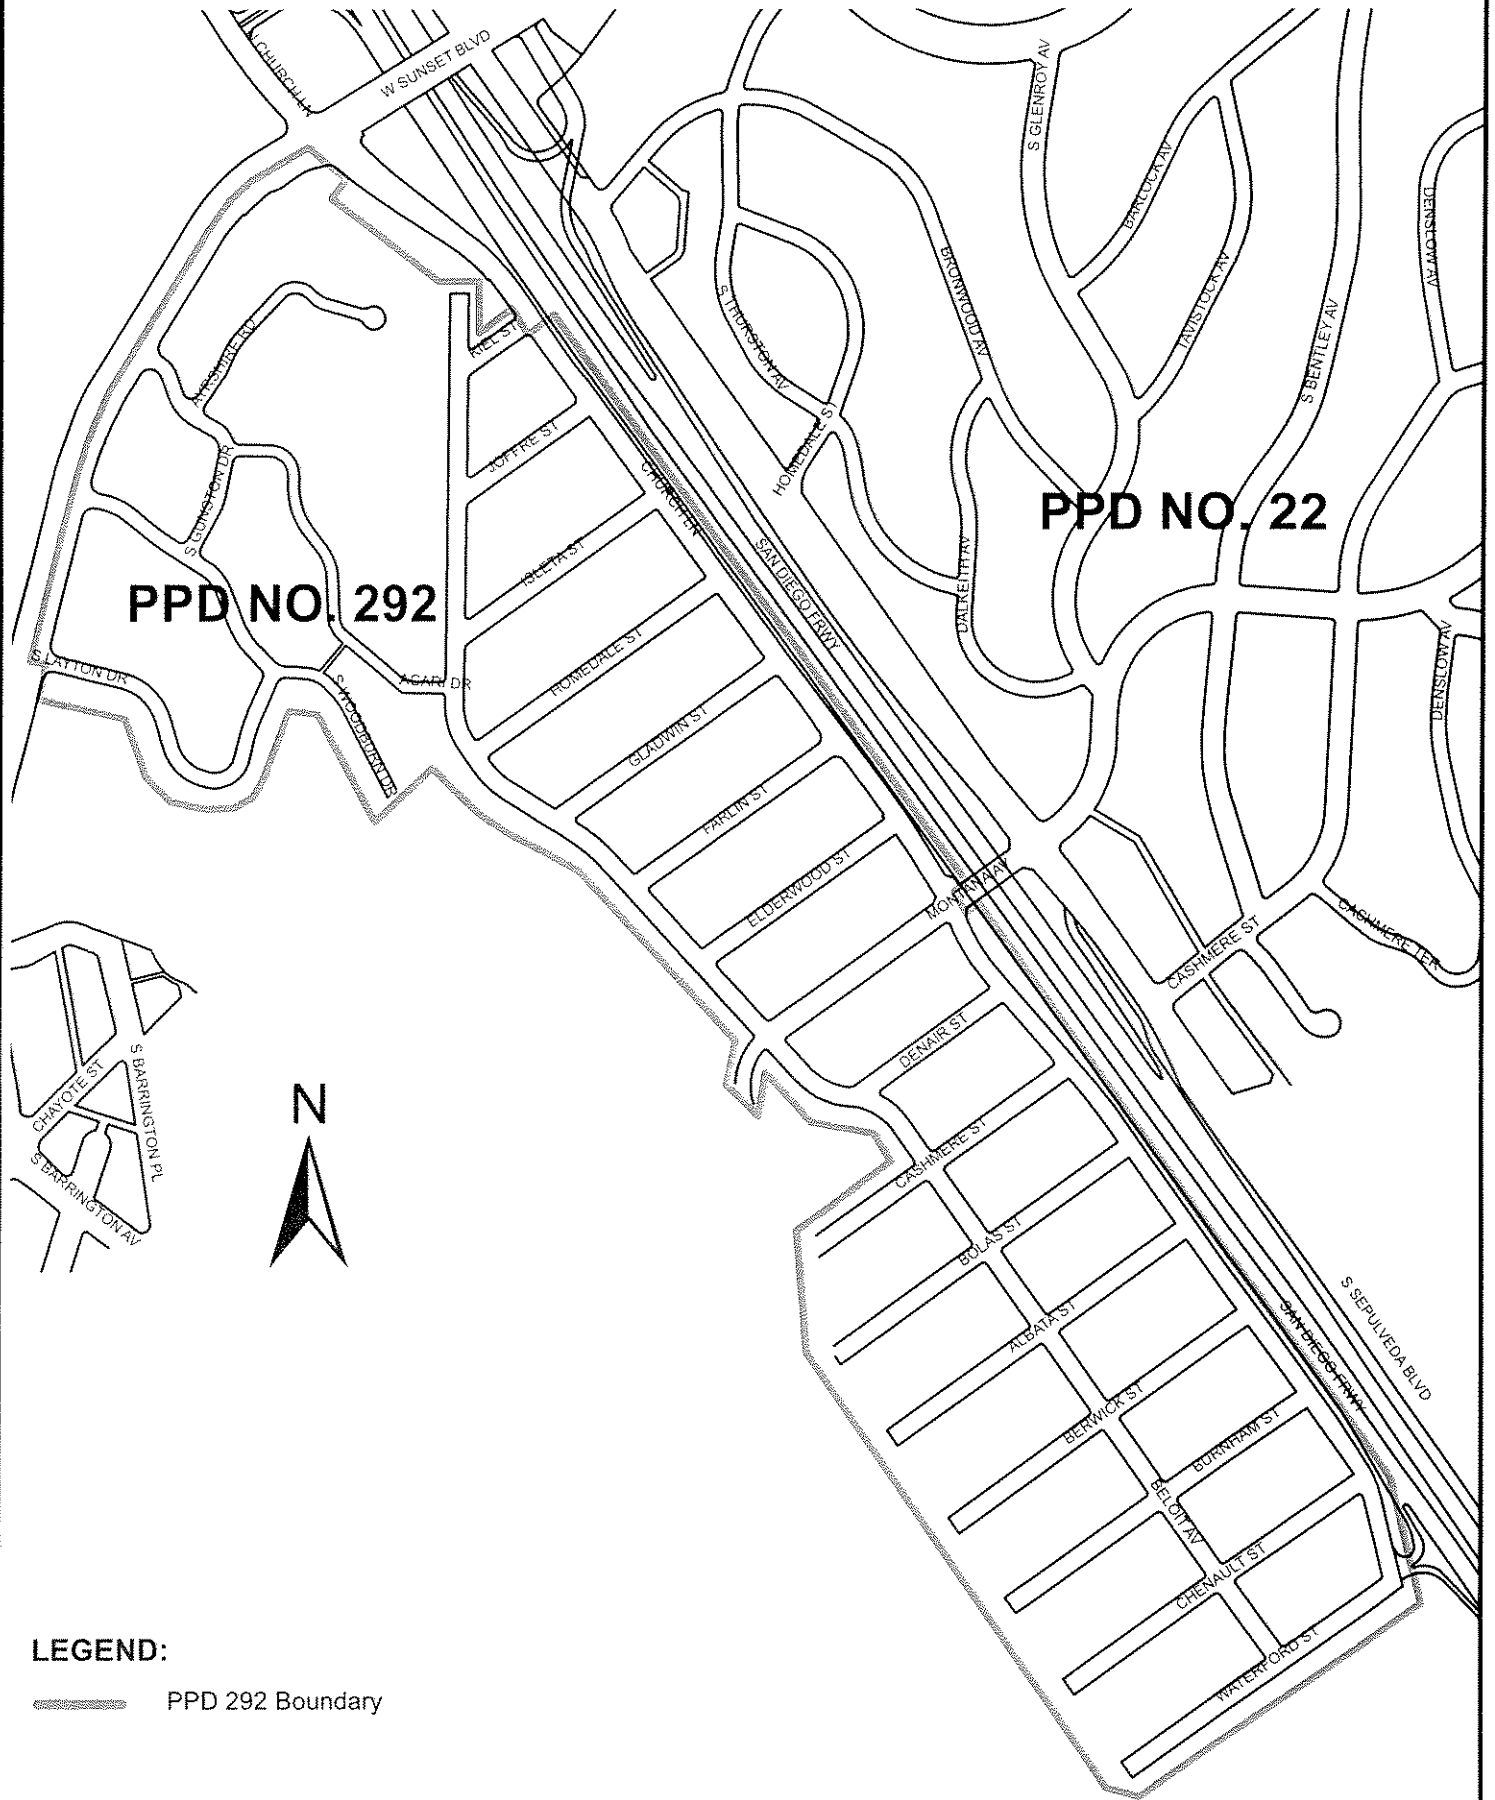 N CHURCH LN
W SUNSET BLVD
S GLENROY AV
BARLOCK AV
DENSLOW AV
BRONWOOD AV
TAVISTOCK AV
S BENTLEY AV
S THURSTON AV
KIEL ST
AYRSHIRE RD
HOMEDALE ST
JOFFRE ST
CHURCH LN
S GUNSTON DR
PPD NO. 22
ISLETA ST
SAN DIEGO FRWY
DALKEITH AV
PPD NO. 292
S LAYTON DR
HOMEDALE ST
DENSLOW AV
ACARI DR
S WOODBURN DR
GLADWIN ST
FARLIN ST
ELDERWOOD ST
MONTANA AV
CASHMERE ST
CASHMERE TER
DENAIR ST
S BARRINGTON PL
CHAYOTE ST
N
CASHMERE ST
S BARRINGTON AV
BOLAS ST
ALBATA ST
SAN DIEGO FRWY
S SEPULVEDA BLVD
BERWICK ST
BURNHAM ST
BELOIT AV
CHENAULT ST
WATERFORD ST
LEGEND:
PPD 292 Boundary